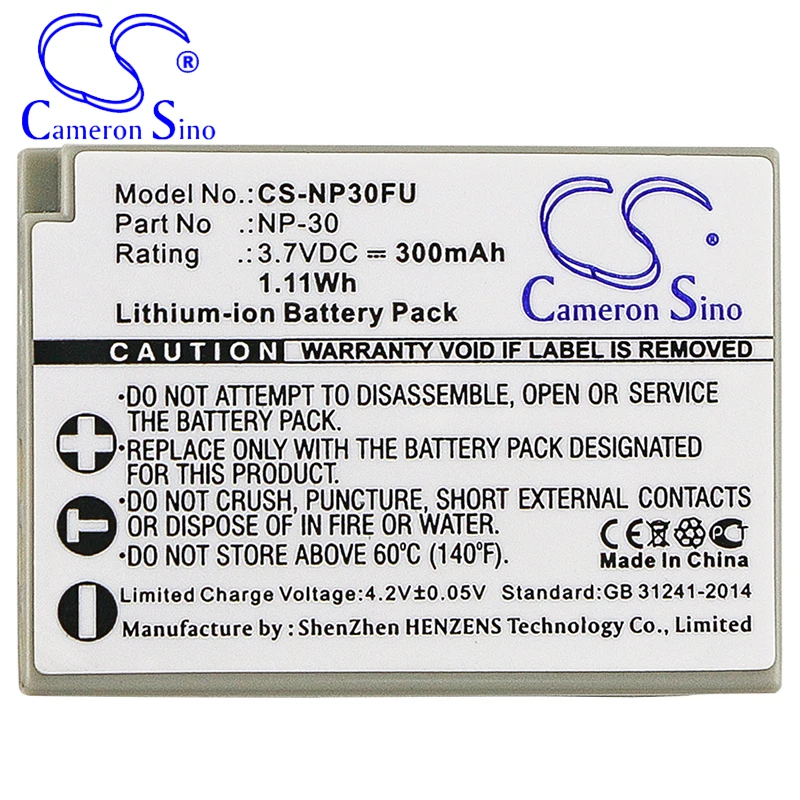 CS®
Cameron Sino
Model No.: CS-NP30FU
Part No .: NP-30
Rating .: 3.7VDC ⎓ 300mAh
1.11Wh
Lithium-ion Battery Pack
CS®
Cameron Sino
CAUTION WARRANTY VOID IF LABEL IS REMOVED
•DO NOT ATTEMPT TO DISASSEMBLE, OPEN OR SERVICE
THE BATTERY PACK.
•REPLACE ONLY WITH THE BATTERY PACK DESIGNATED
FOR THIS PRODUCT.
•DO NOT CRUSH, PUNCTURE, SHORT EXTERNAL CONTACTS
OR DISPOSE OF IN FIRE OR WATER.
•DO NOT STORE ABOVE 60°C (140°F).
+
T
–
CE PCT
Made In China
Limited Charge Voltage:4.2V±0.05V Standard:GB 31241-2014
Manufacture by : ShenZhen HENZENS Technology Co., Limited